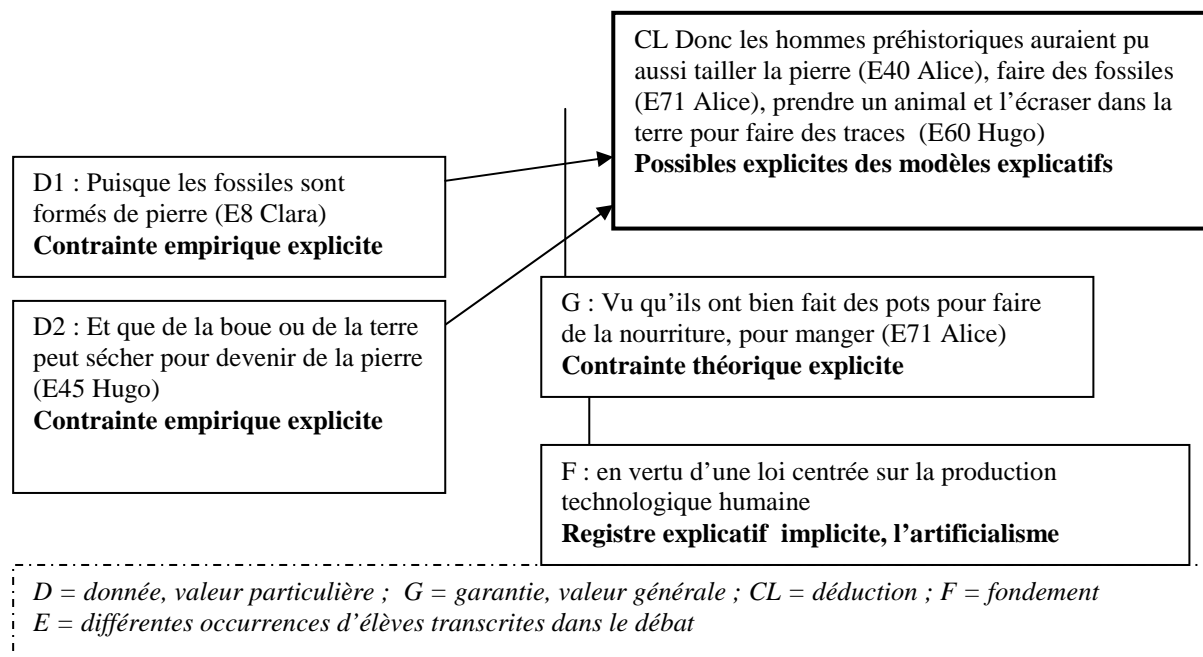 CL Donc les hommes préhistoriques auraient pu
aussi tailler la pierre (E40 Alice), faire des fossiles
(E71 Alice), prendre un animal et l'écraser dans la
terre pour faire des traces  (E60 Hugo)
Possibles explicites des modèles explicatifs
D1 : Puisque les fossiles sont
formés de pierre (E8 Clara)
Contrainte empirique explicite
D2 : Et que de la boue ou de la terre
peut sécher pour devenir de la pierre
(E45 Hugo)
Contrainte empirique explicite
G : Vu qu'ils ont bien fait des pots pour faire
de la nourriture, pour manger (E71 Alice)
Contrainte théorique explicite
F : en vertu d'une loi centrée sur la production
technologique humaine
Registre explicatif  implicite, l'artificialisme
D = donnée, valeur particulière ;  G = garantie, valeur générale ; CL = déduction ; F = fondement
E = différentes occurrences d'élèves transcrites dans le débat